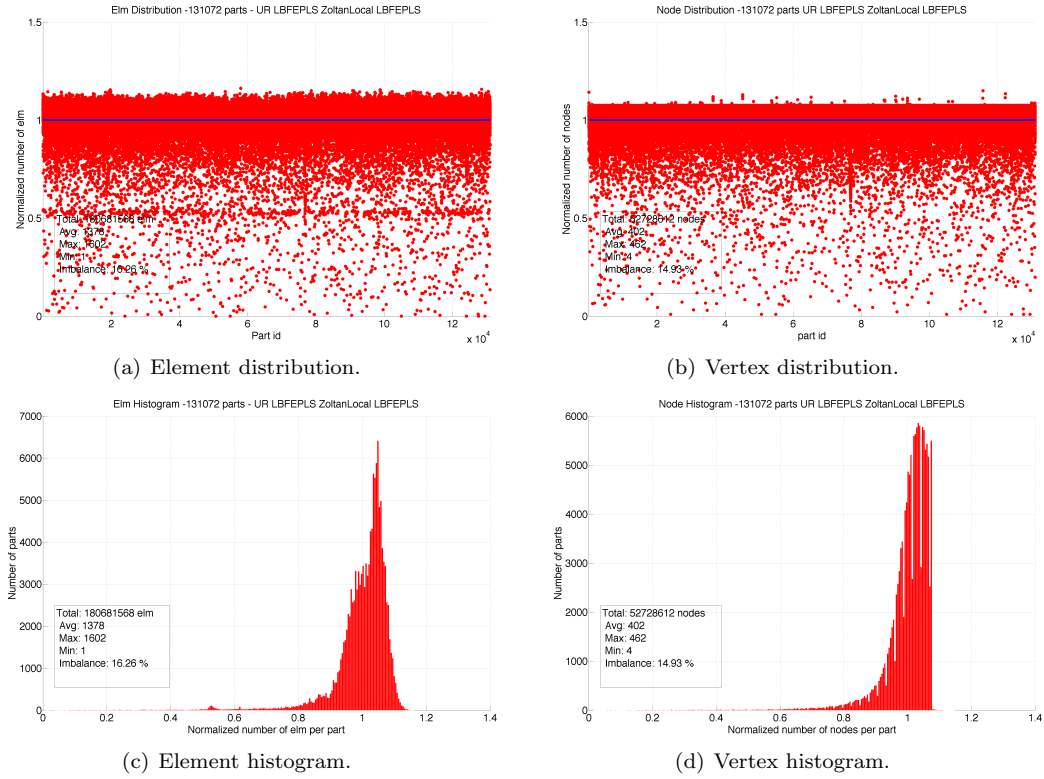 Elm Distribution -131072 parts - UR LBFEPLS ZoltanLocal LBFEPLS
1.5
1
0.5
0
Normalized number of elm
Total: 180681568 elm
Avg: 1378
Max: 1602
Min: 1
Imbalance: 16.26 %
2 4 6 8 10 12
Part id
x 10^4
(a) Element distribution.
Node Distribution -131072 parts UR LBFEPLS ZoltanLocal LBFEPLS
1.5
1
0.5
0
Normalized number of nodes
Total: 52728612 nodes
Avg: 402
Max: 462
Min: 4
Imbalance: 14.93 %
2 4 6 8 10 12
part id
x 10^4
(b) Vertex distribution.
Elm Histogram -131072 parts - UR LBFEPLS ZoltanLocal LBFEPLS
7000
6000
5000
4000
3000
2000
1000
0
Number of parts
Total: 180681568 elm
Avg: 1378
Max: 1602
Min: 1
Imbalance: 16.26 %
0 0.2 0.4 0.6 0.8 1 1.2 1.4
Normalized number of elm per part
(c) Element histogram.
Node Histogram -131072 parts UR LBFEPLS ZoltanLocal LBFEPLS
6000
5000
4000
3000
2000
1000
0
Number of parts
Total: 52728612 nodes
Avg: 402
Max: 462
Min: 4
Imbalance: 14.93 %
0 0.2 0.4 0.6 0.8 1 1.2 1.4
Normalized number of nodes per part
(d) Vertex histogram.